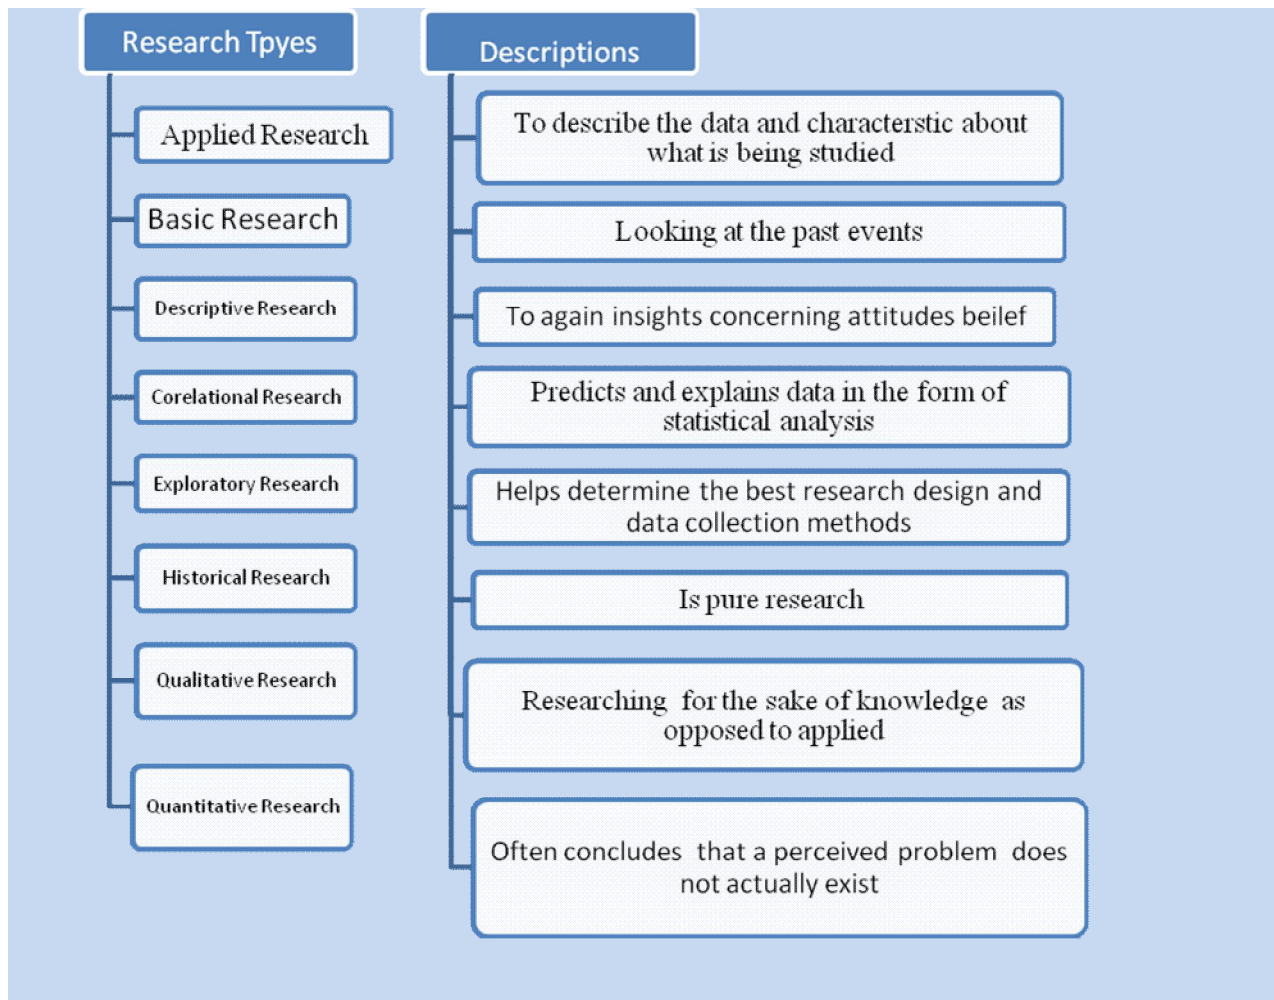 Research Tpyes
Applied Research
Basic Research
Descriptive Research
Corelational Research
Exploratory Research
Historical Research
Qualitative Research
Quantitative Research
Descriptions
To describe the data and characterstic about
what is being studied
Looking at the past events
To again insights concerning attitudes beilef
Predicts and explains data in the form of
statistical analysis
Helps determine the best research design and
data collection methods
Is pure research
Researching for the sake of knowledge as
opposed to applied
Often concludes that a perceived problem does
not actually exist